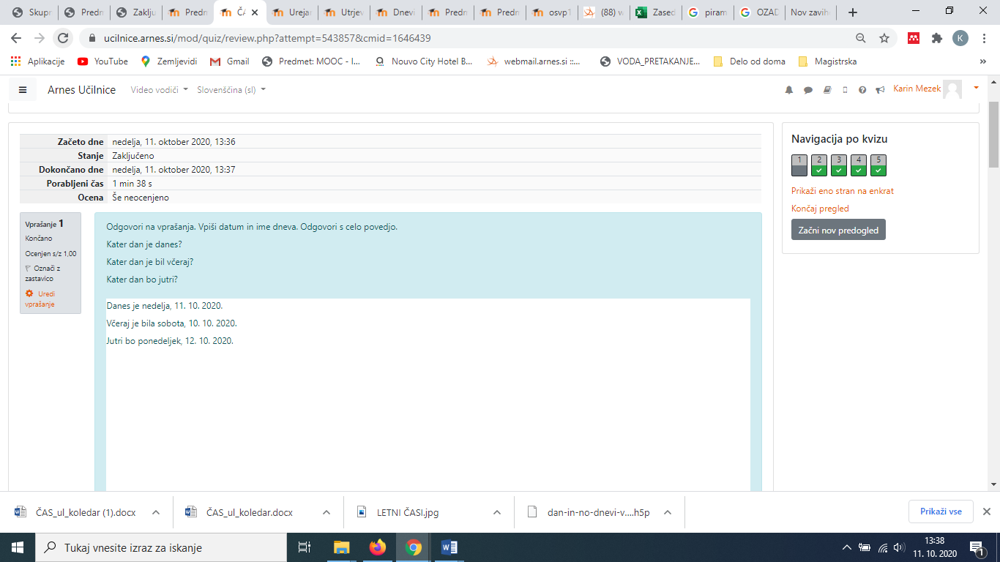 Skupr
Predn
Zaklju
Predn
ČA
Urejar
Utrjev
Dnevi
Predm
Predn
osvp1
(88) w
Zased
piram
OZAD
Nov zaviha
ucilnice.arnes.si/mod/quiz/review.php?attempt=543857&cmid=1646439
K
Aplikacije
YouTube
Zemljevidi
Gmail
Predmet: MOOC - I...
Nouvo City Hotel B...
webmail.arnes.si ::...
VODA_PRETAKANJE...
Delo od doma
Magistrska
»
Arnes Učilnice
Video vodiči
Slovenščina (sl)
Karin Mezek
Začeto dne nedelja, 11. oktober 2020, 13:36
Stanje Zaključeno
Dokončano dne nedelja, 11. oktober 2020, 13:37
Porabljeni čas 1 min 38 s
Ocena Še neocenjeno
Vprašanje 1
Končano
Ocenjen s/z 1,00
Označi z
zastavico
Uredi
vprašanje
Odgovori na vprašanja. Vpiši datum in ime dneva. Odgovori s celo povedjo.
Kater dan je danes?
Kater dan je bil včeraj?
Kater dan bo jutri?
Danes je nedelja, 11. 10. 2020.
Včeraj je bila sobota, 10. 10. 2020.
Jutri bo ponedeljek, 12. 10. 2020.
Navigacija po kvizu
1 2 3 4 5
Prikaži eno stran na enkrat
Končaj pregled
Začni nov predogled
ČAS_ul_koledar (1).docx
ČAS_ul_koledar.docx
LETNI ČASI.jpg
dan-in-no-dnevi-v....h5p
Prikaži vse
Tukaj vnesite izraz za iskanje
13:38
11. 10. 2020
1